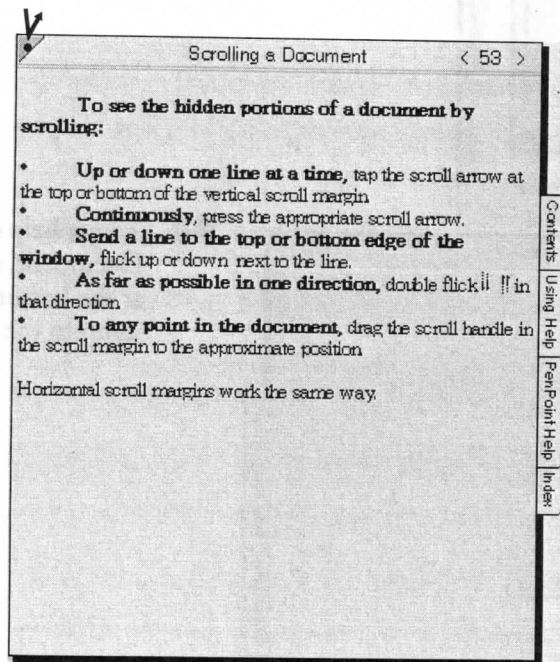 Scrolling a Document < 53 >
To see the hidden portions of a document by
scrolling:
• Up or down one line at a time, tap the scroll arrow at
the top or bottom of the vertical scroll margin
• Continuously, press the appropriate scroll arrow.
• Send a line to the top or bottom edge of the
window, flick up or down next to the line.
• As far as possible in one direction, double flick in
that direction
• To any point in the document, drag the scroll handle in
the scroll margin to the approximate position
Horizontal scroll margins work the same way.
Contents
Using Help
PenPoint Help
Index